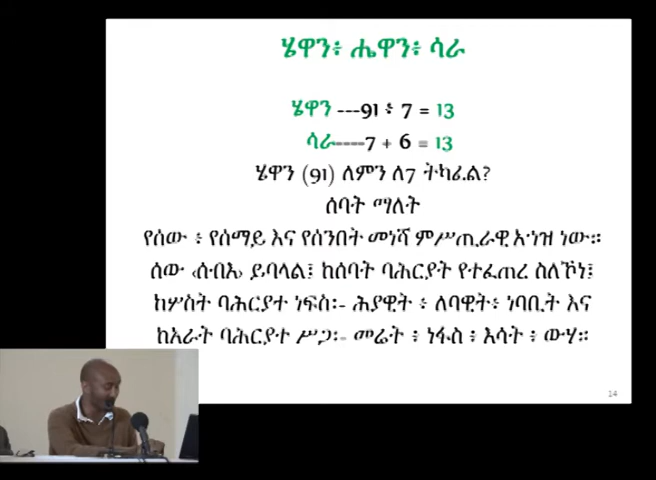 ሄዋን፥ ሔዋን፥ ሳራ
ሄዋን ---91 ÷ 7 = 13
ሳራ----7 + 6 = 13
ሄዋን (91) ለምን ለ7 ትካፈል?
ሰባት ማለት
የሰው ፥ የሰማይ እና የሰንበት መነሻ ምሥጢራዊ አኀዝ ነው።
ሰው ‹ሰብእ› ይባላል፤ ከሰባት ባሕርያት የተፈጠረ ስለኾነ፤
ከሦስት ባሕርያተ ነፍስ፡- ሕያዊት ፥ ለባዊት፥ ነባቢት እና
ከአራት ባሕርያተ ሥጋ፡- መሬት ፥ ነፋስ ፥ እሳት ፥ ውሃ።
14